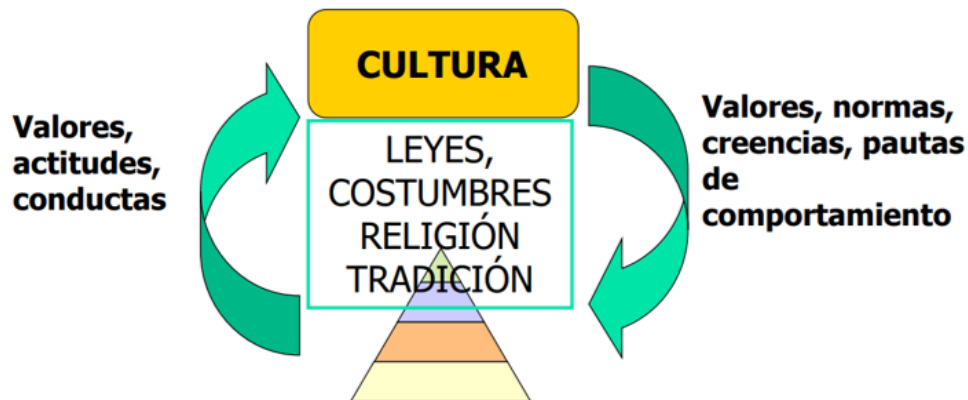 CULTURA
Valores,
actitudes,
conductas
LEYES,
COSTUMBRES
RELIGIÓN
TRADICIÓN
Valores, normas,
creencias, pautas
de
comportamiento